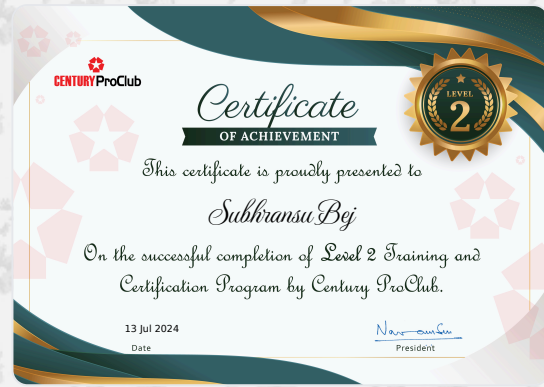 CENTURY ProClub
Certificate
OF ACHIEVEMENT
LEVEL
2
This certificate is proudly presented to
Subhransu Bej
On the successful completion of Level 2 Training and
Certification Program by Century ProClub.
13 Jul 2024
Date
President